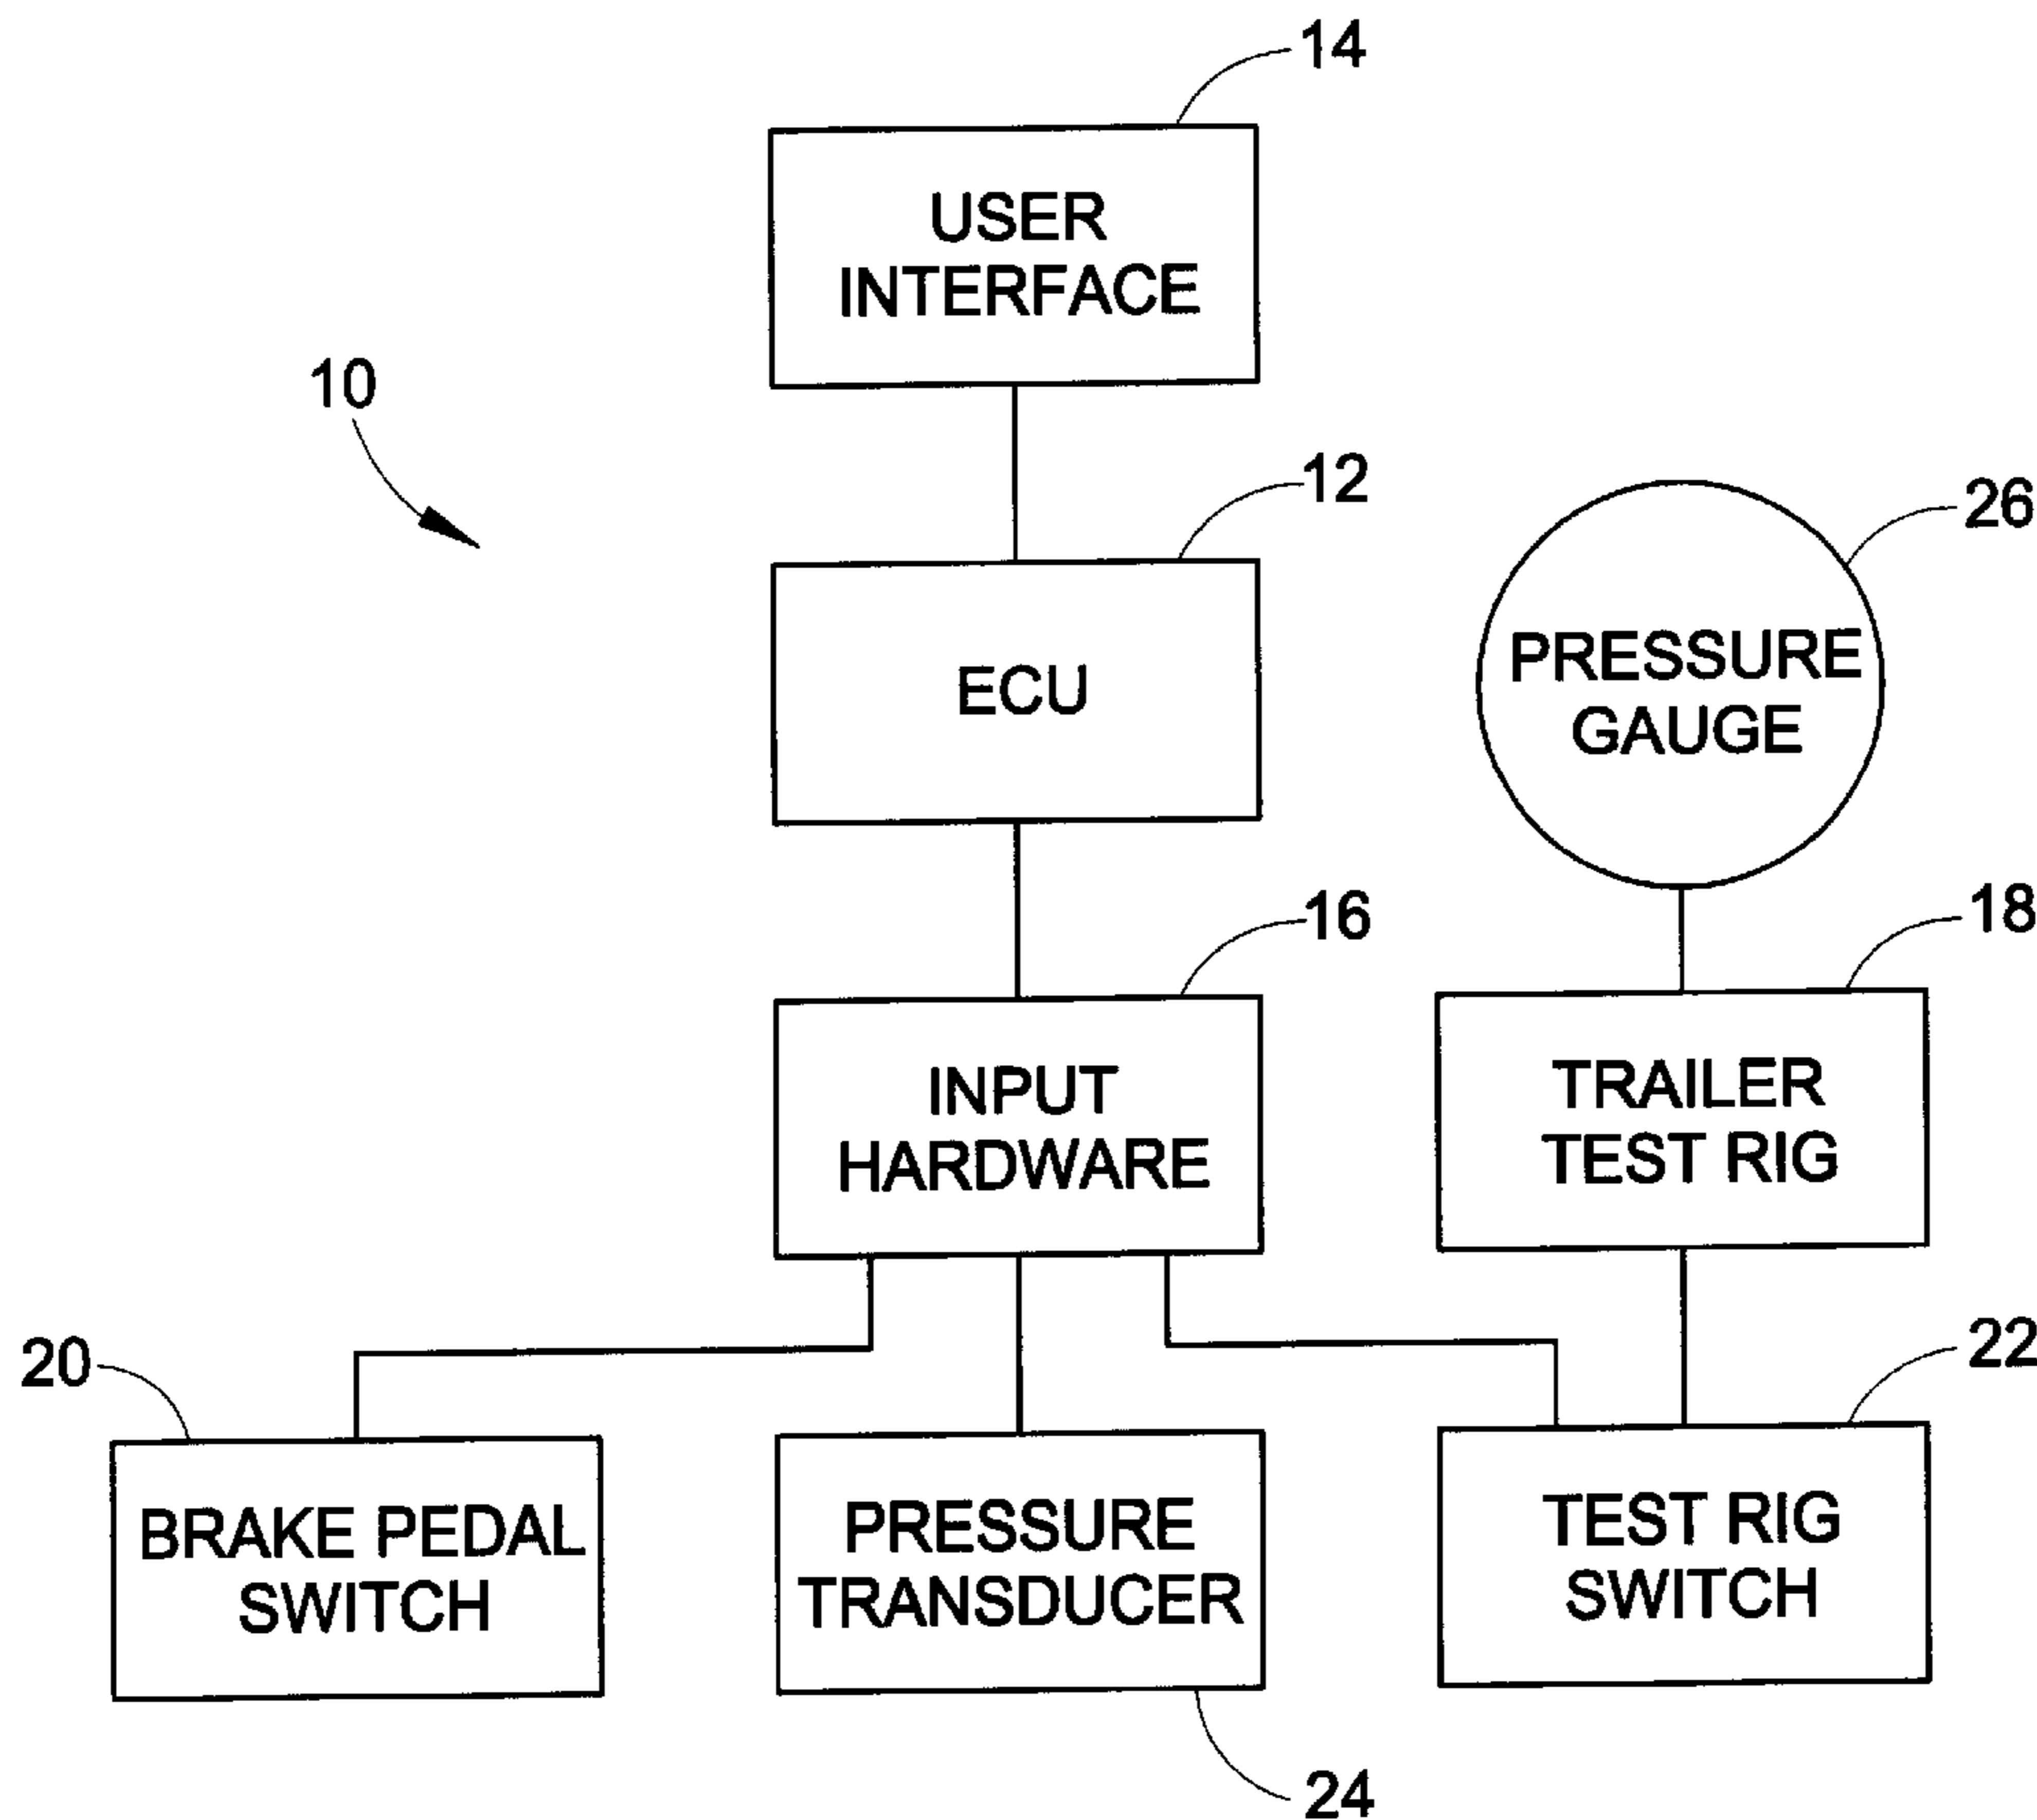 14
USER
INTERFACE
10
12
26
ECU
PRESSURE
GAUGE
16
18
INPUT
HARDWARE
TRAILER
TEST RIG
20
22
BRAKE PEDAL
SWITCH
PRESSURE
TRANSDUCER
TEST RIG
SWITCH
24